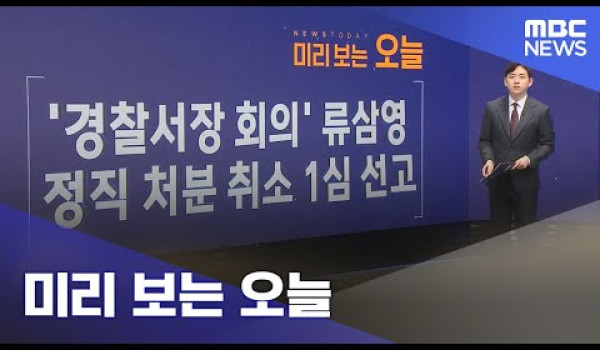 NEWSTODAY
미리 보는 오늘
MBC
NEWS
'경찰서장 회의' 류삼영
정직 처분 취소 1심 선고
미리 보는 오늘